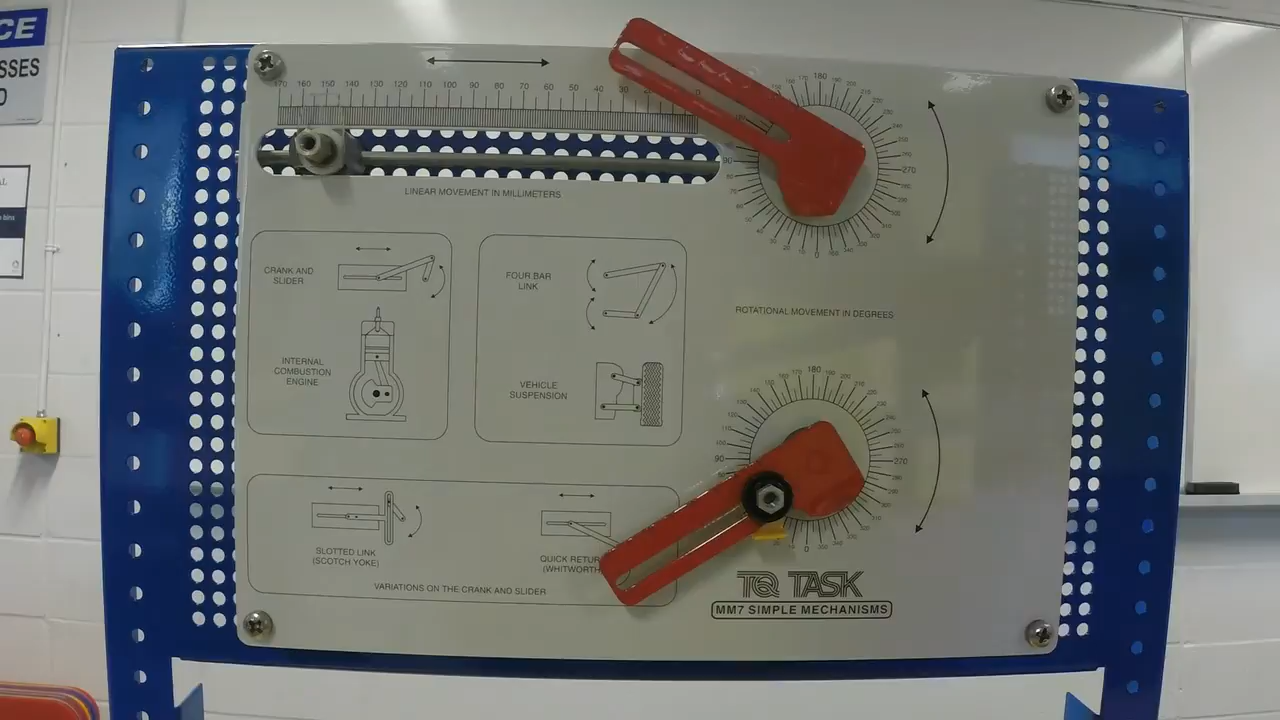 CE
SSES
D
AL
bins
170 160 150 140 130 120 110 100 90 80 70 60 50 40 30
LINEAR MOVEMENT IN MILLIMETERS
180
90
270
0
CRANK AND
SLIDER
INTERNAL
COMBUSTION
ENGINE
FOUR BAR
LINK
VEHICLE
SUSPENSION
ROTATIONAL MOVEMENT IN DEGREES
180
90
270
0
SLOTTED LINK
(SCOTCH YOKE)
QUICK RETUR
(WHITWORTH
VARIATIONS ON THE CRANK AND SLIDER
TQ TASK
MM7 SIMPLE MECHANISMS